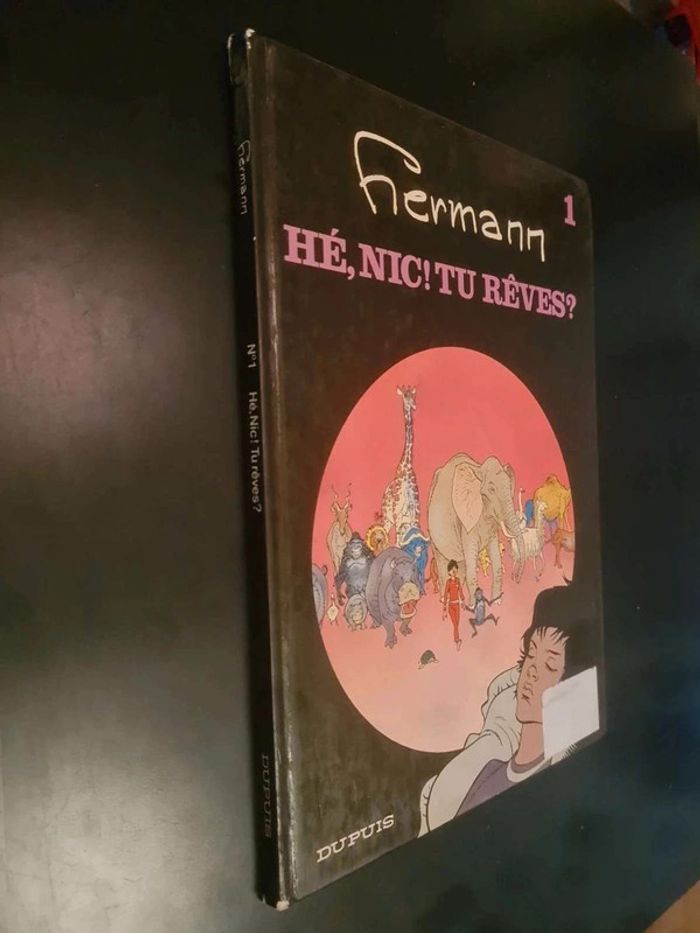 Hermann
1
HÉ, NIC! TU RÊVES?
DUPUIS
Hermann
N°1 Hé, Nic! Tu rêves?
DUPUIS